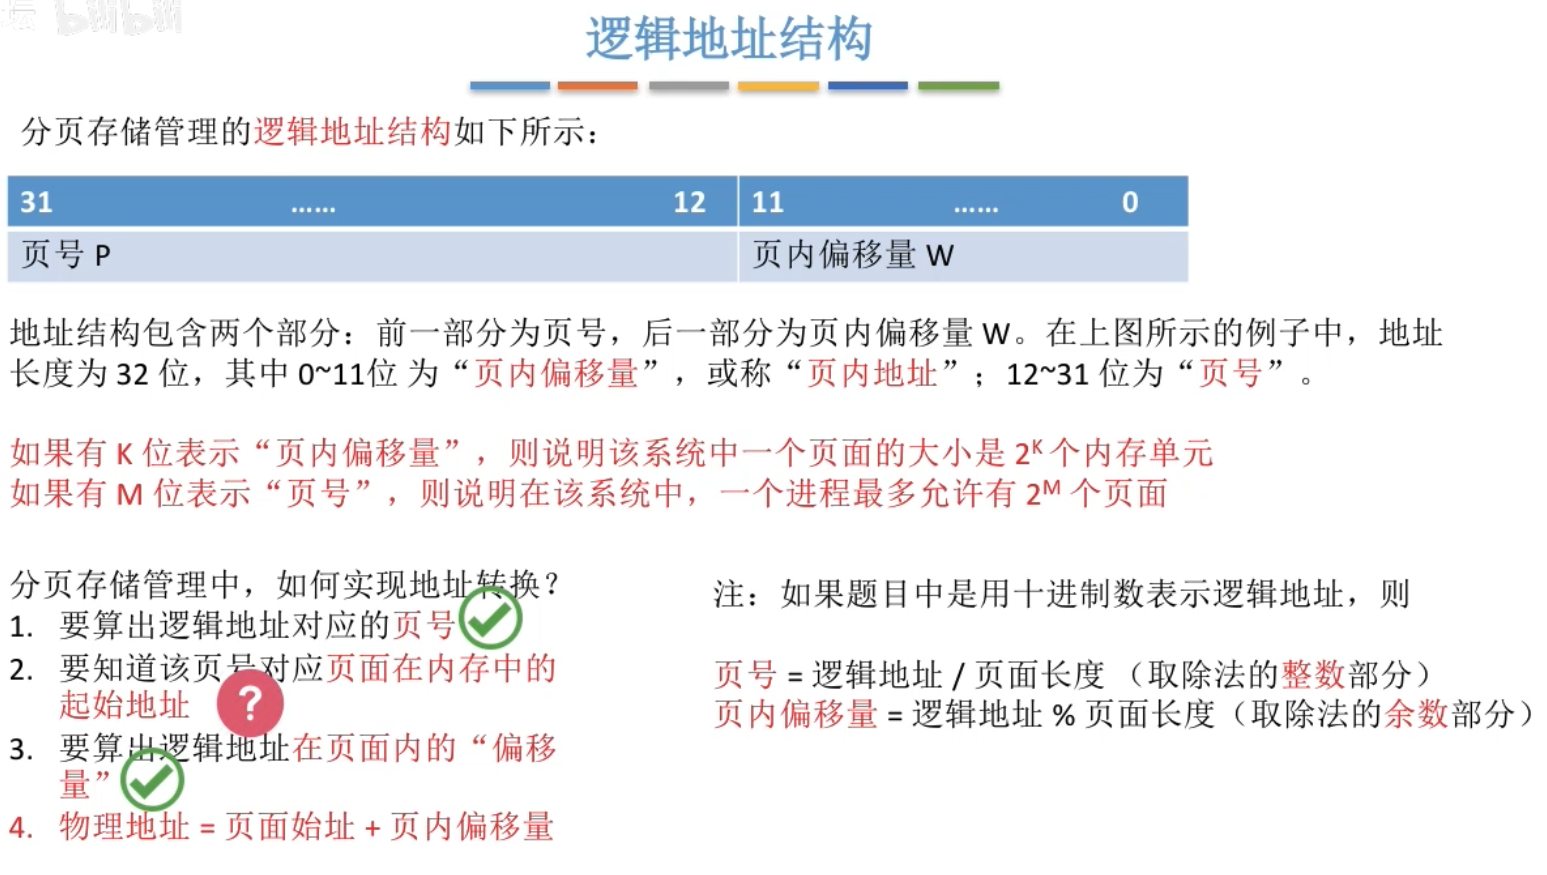 坛 bilibili
逻辑地址结构
分页存储管理的逻辑地址结构如下所示：
31 …… 12 11 …… 0
页号 P 页内偏移量 W
地址结构包含两个部分：前一部分为页号，后一部分为页内偏移量 W。在上图所示的例子中，地址
长度为 32 位，其中 0~11位 为“页内偏移量”，或称“页内地址”；12~31 位为“页号”。
如果有 K 位表示“页内偏移量”，则说明该系统中一个页面的大小是 2ᴷ 个内存单元
如果有 M 位表示“页号”，则说明在该系统中，一个进程最多允许有 2ᴹ 个页面
分页存储管理中，如何实现地址转换？
1. 要算出逻辑地址对应的页号
2. 要知道该页号对应页面在内存中的
起始地址 ?
3. 要算出逻辑地址在页面内的“偏移
量”
4. 物理地址 = 页面始址 + 页内偏移量
注：如果题目中是用十进制数表示逻辑地址，则
页号 = 逻辑地址 / 页面长度 （取除法的整数部分）
页内偏移量 = 逻辑地址 % 页面长度（取除法的余数部分）